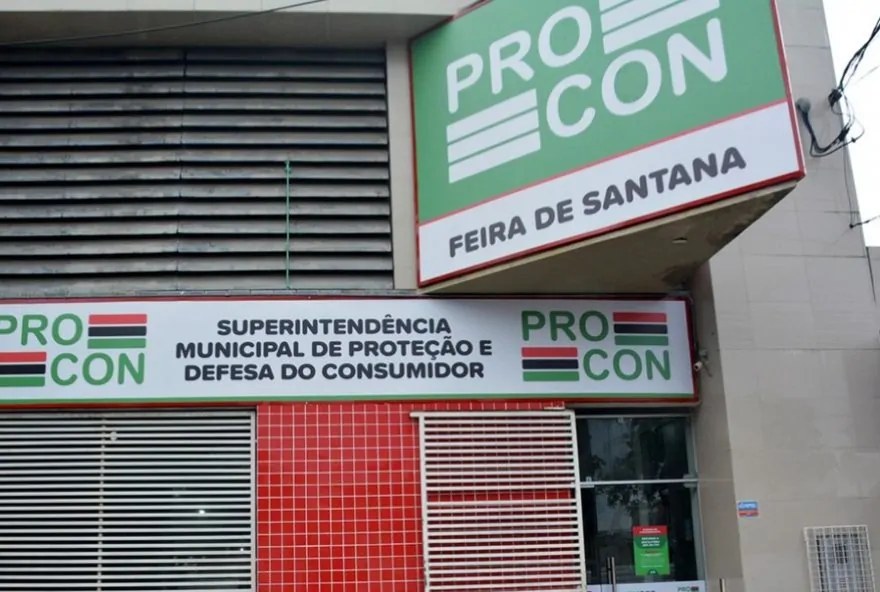 PRO
CON
FEIRA DE SANTANA
PRO
CON
SUPERINTENDÊNCIA
MUNICIPAL DE PROTEÇÃO E
DEFESA DO CONSUMIDOR
PRO
CON